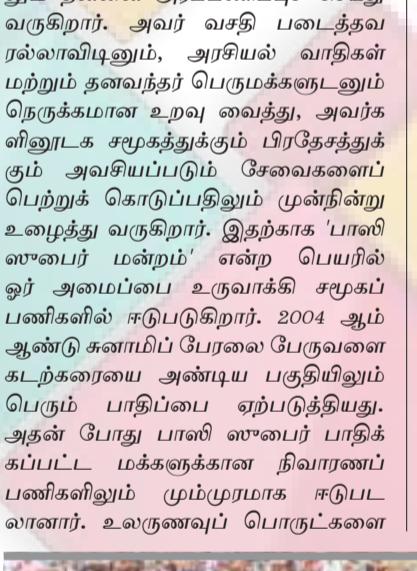 வருகிறார். அவர் வசதி படைத்தவ
ரல்லாவிடினும், அரசியல் வாதிகள்
மற்றும் தனவந்தர் பெருமக்களுடனும்
நெருக்கமான உறவு வைத்து, அவர்க
ளினூடக சமூகத்துக்கும் பிரதேசத்துக்
கும் அவசியப்படும் சேவைகளைப்
பெற்றுக் கொடுப்பதிலும் முன்நின்று
உழைத்து வருகிறார். இதற்காக 'பாஸி
ஸுபைர் மன்றம்' என்ற பெயரில்
ஓர் அமைப்பை உருவாக்கி சமூகப்
பணிகளில் ஈடுபடுகிறார். 2004 ஆம்
ஆண்டு சுனாமிப் பேரலை பேருவளை
கடற்கரையை அண்டிய பகுதியிலும்
பெரும் பாதிப்பை ஏற்படுத்தியது.
அதன் போது பாஸி ஸுபைர் பாதிக்
கப்பட்ட மக்களுக்கான நிவாரணப்
பணிகளிலும் மும்முரமாக ஈடுபட
லானார். உலருணவுப் பொருட்களை